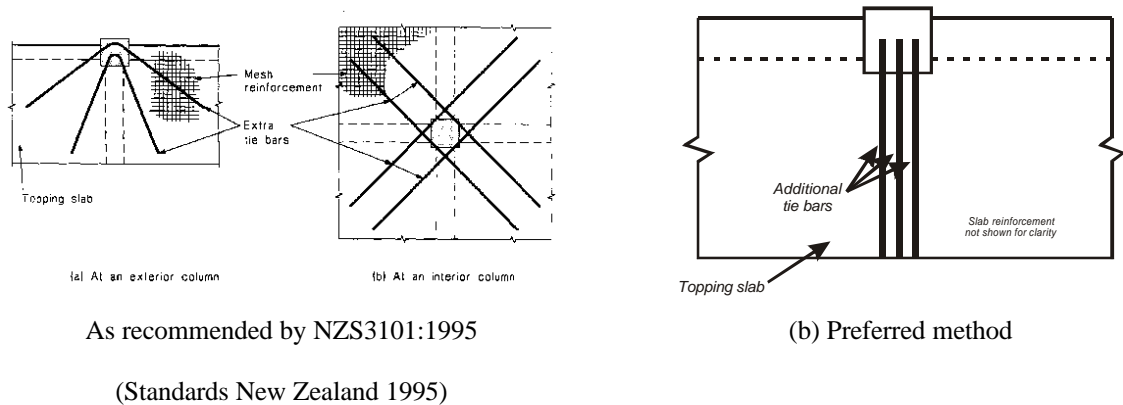 Mesh
reinforcement
Extra
tie bars
Topping slab
(a) At an exterior column
(b) At an interior column
As recommended by NZS3101:1995
(Standards New Zealand 1995)
Additional
tie bars
Slab reinforcement
not shown for clarity
Topping slab
(b) Preferred method